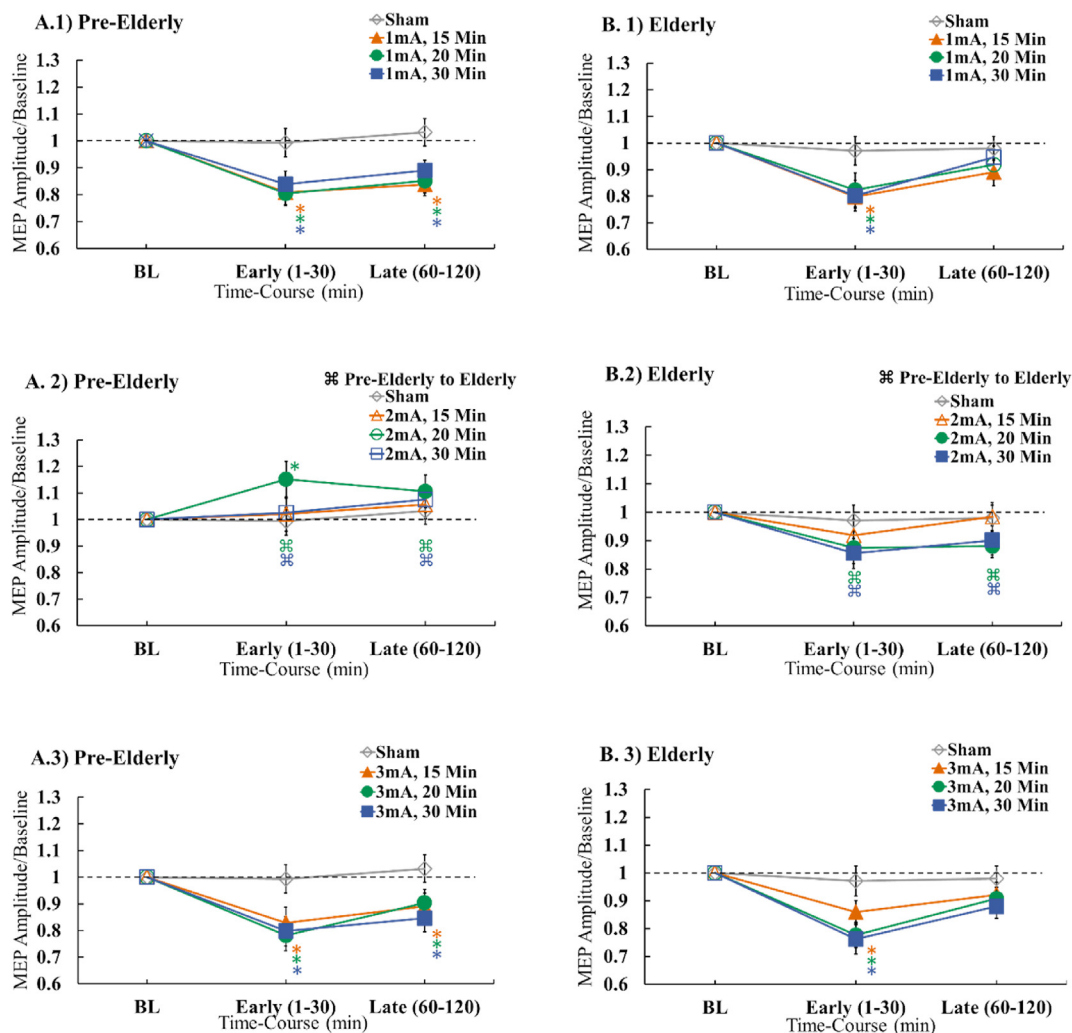 A.1) Pre-Elderly
Sham
1mA, 15 Min
1mA, 20 Min
1mA, 30 Min
MEP Amplitude/Baseline
1.3
1.2
1.1
1
0.9
0.8
0.7
0.6
*
*
*
*
*
*
BL
Early (1-30)
Late (60-120)
Time-Course (min)
B. 1) Elderly
Sham
1mA, 15 Min
1mA, 20 Min
1mA, 30 Min
MEP Amplitude/Baseline
1.3
1.2
1.1
1
0.9
0.8
0.7
0.6
*
*
*
BL
Early (1-30)
Late (60-120)
Time-Course (min)
A. 2) Pre-Elderly
⌘ Pre-Elderly to Elderly
Sham
2mA, 15 Min
2mA, 20 Min
2mA, 30 Min
MEP Amplitude/Baseline
1.3
1.2
1.1
1
0.9
0.8
0.7
0.6
*
⌘ ⌘
⌘ ⌘
BL
Early (1-30)
Late (60-120)
Time-Course (min)
B.2) Elderly
⌘ Pre-Elderly to Elderly
Sham
2mA, 15 Min
2mA, 20 Min
2mA, 30 Min
MEP Amplitude/Baseline
1.3
1.2
1.1
1
0.9
0.8
0.7
0.6
⌘ ⌘
⌘ ⌘
BL
Early (1-30)
Late (60-120)
Time-Course (min)
A.3) Pre-Elderly
Sham
3mA, 15 Min
3mA, 20 Min
3mA, 30 Min
MEP Amplitude/Baseline
1.3
1.2
1.1
1
0.9
0.8
0.7
0.6
*
*
*
*
*
*
BL
Early (1-30)
Late (60-120)
Time-Course (min)
B. 3) Elderly
Sham
3mA, 15 Min
3mA, 20 Min
3mA, 30 Min
MEP Amplitude/Baseline
1.3
1.2
1.1
1
0.9
0.8
0.7
0.6
*
*
*
BL
Early (1-30)
Late (60-120)
Time-Course (min)